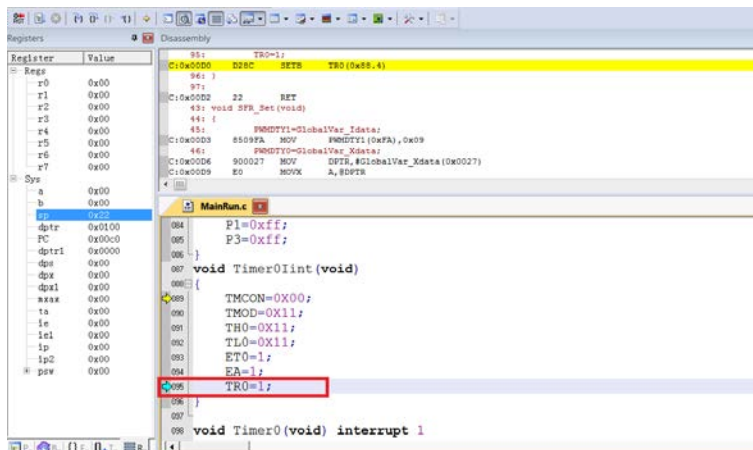 Registers
Register Value
Regs
r0 0x00
r1 0x00
r2 0x00
r3 0x00
r4 0x00
r5 0x00
r6 0x00
r7 0x00
Sys
a 0x00
b 0x00
sp 0x22
dptr 0x0100
PC 0x00c0
dptr1 0x0000
dps 0x00
dpx 0x00
dpx1 0x00
mxax 0x00
ta 0x00
ie 0x00
ie1 0x00
ip 0x00
ip2 0x00
psw 0x00
Disassembly
95: TR0=1;
C:0x00D0 D28C SETB TR0(0x88.4)
96: }
97:
C:0x00D2 22 RET
43: void SFR_Set(void)
44: {
45: PWMDTY1=GlobalVar_Idata;
C:0x00D3 8509FA MOV PWMDTY1(0xFA),0x09
46: PWMDTY0=GlobalVar_Xdata;
C:0x00D6 900027 MOV DPTR,#GlobalVar_Xdata(0x0027)
C:0x00D9 E0 MOVX A,@DPTR
MainRun.c
084 P1=0xff;
085 P3=0xff;
086 }
087 void Timer0Iint(void)
088 {
089 TMCON=0X00;
090 TMOD=0X11;
091 TH0=0X11;
092 TL0=0X11;
093 ET0=1;
094 EA=1;
095 TR0=1;
096 }
097
098 void Timer0(void) interrupt 1